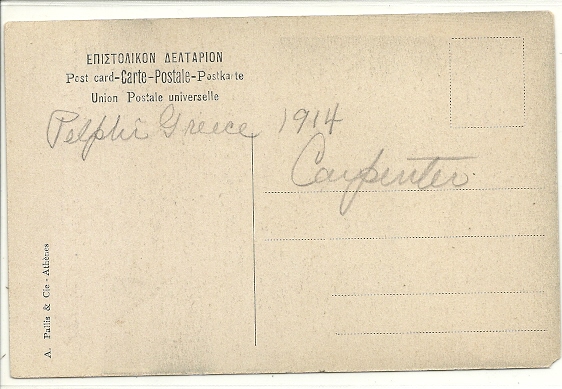 ΕΠΙΣΤΟΛΙΚΟΝ ΔΕΛΤΑΡΙΟΝ
Post card-Carte-Postale-Postkarte
Union Postale universelle
Delphi Greece 1914
Carpenter
A. Pallis & Cie - Athènes